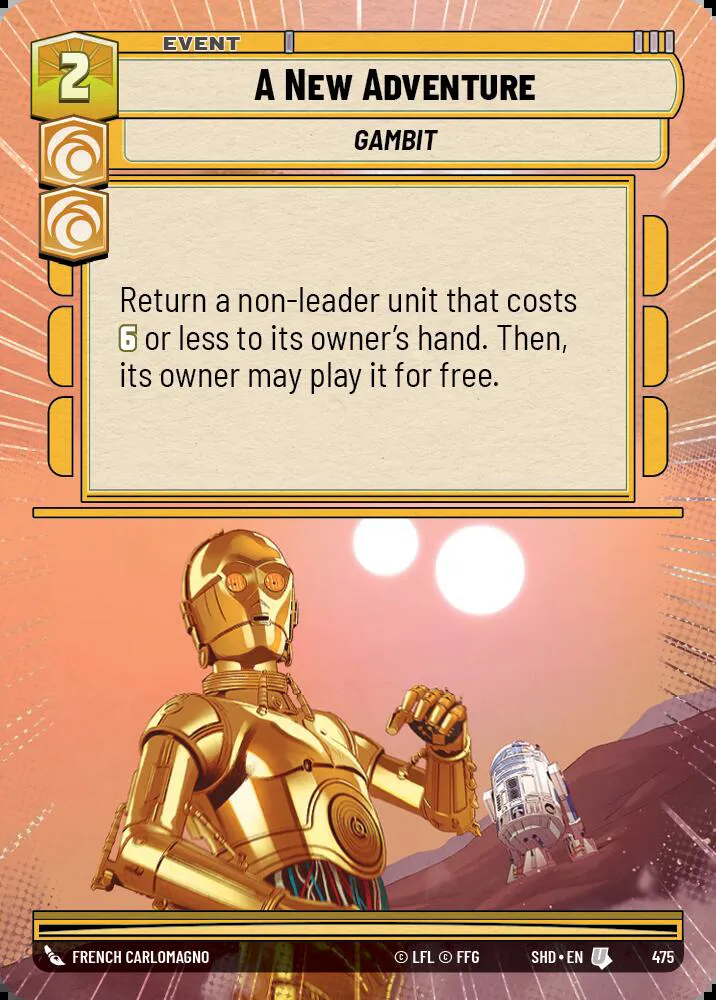 EVENT
2
A NEW ADVENTURE
GAMBIT
Return a non-leader unit that costs
6 or less to its owner's hand. Then,
its owner may play it for free.
FRENCH CARLOMAGNO
© LFL © FFG
SHD • EN
U
475